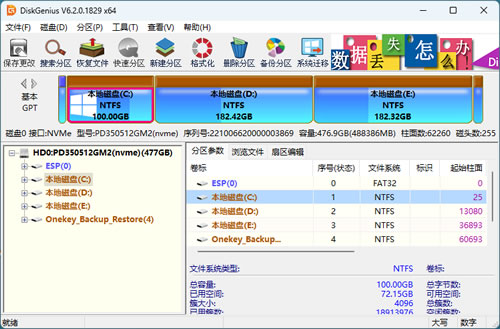 DiskGenius V6.2.0.1829 x64
文件(F) 磁盘(D) 分区(P) 工具(T) 查看(V) 帮助(H)
保存更改 搜索分区 恢复文件 快速分区 新建分区 格式化 删除分区 备份分区 系统迁移
数据丢失怎么办! Di
基本
GPT
本地磁盘(C:)
NTFS
100.00GB
本地磁盘(D:)
NTFS
182.42GB
本地磁盘(E:)
NTFS
182.32GB
磁盘0 接口:NVMe 型号:PD350512GM2(nvme) 序列号:221006620000003869 容量:476.9GB(488386MB) 柱面数:62260 磁头数:255
HD0:PD350512GM2(nvme)(477GB)
ESP(0)
本地磁盘(C:)
本地磁盘(D:)
本地磁盘(E:)
Onekey_Backup_Restore(4)
分区参数 浏览文件 扇区编辑
卷标 序号(状态) 文件系统 标识 起始柱面
ESP(0) 0 FAT32 0
本地磁盘(C:) 1 NTFS 25
本地磁盘(D:) 2 NTFS 13080
本地磁盘(E:) 3 NTFS 36893
Onekey_Backup... 4 NTFS 60693
文件系统类型: NTFS 卷标:
总容量: 100.00GB 总字节数:
已用空间: 72.15GB 可用空间:
簇大小: 4096 总簇数:
已用簇数: 18913976 空闲簇数:
就绪 大写 数字